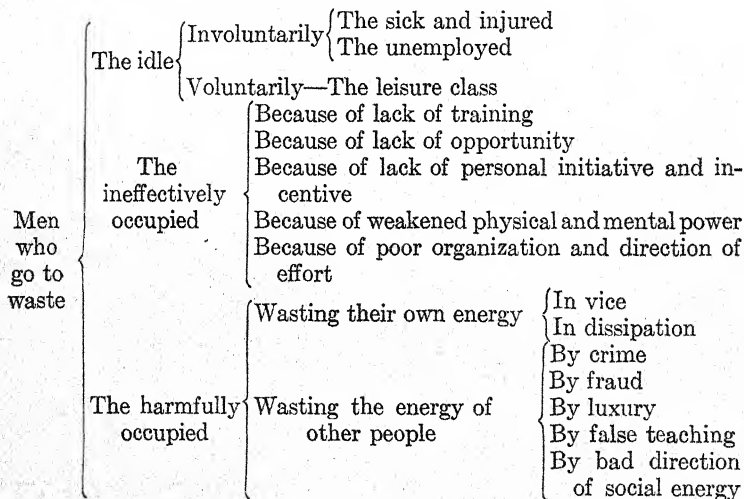 Men
who
go to
waste
The idle
Involuntarily
The sick and injured
The unemployed
Voluntarily—The leisure class
The
ineffectively
occupied
Because of lack of training
Because of lack of opportunity
Because of lack of personal initiative and in-
centive
Because of weakened physical and mental power
Because of poor organization and direction of
effort
The harmfully
occupied
Wasting their own energy
In vice
In dissipation
Wasting the energy of
other people
By crime
By fraud
By luxury
By false teaching
By bad direction
of social energy